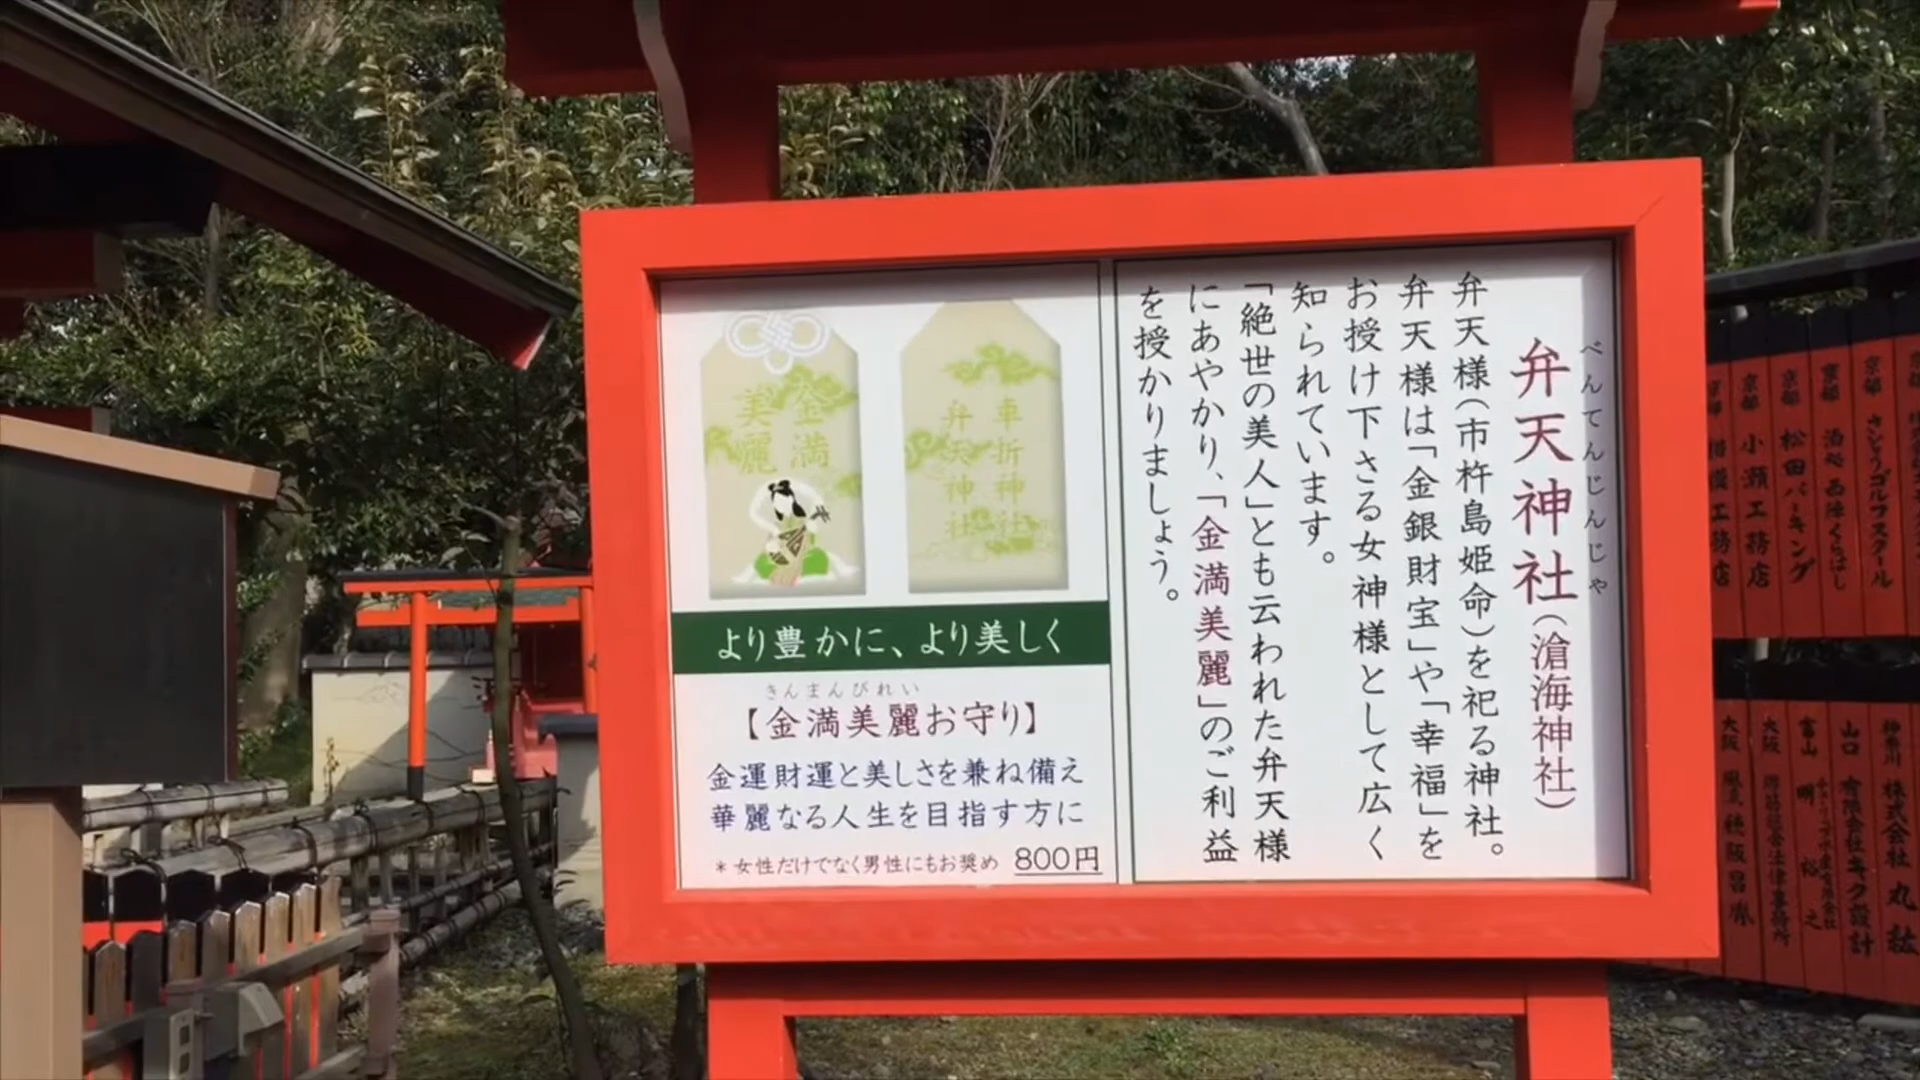 べんてんじんじゃ
弁天神社(滄海神社)
弁天様(市杵島姫命)を祀る神社。
弁天様は「金銀財宝」や「幸福」を
お授け下さる女神様として広く
知られています。
「絶世の美人」とも云われた弁天様
にあやかり、「金満美麗」のご利益
を授かりましょう。
金満
美麗
車折神社
弁天神社
より豊かに、より美しく
きんまんびれい
【金満美麗お守り】
金運財運と美しさを兼ね備え
華麗なる人生を目指す方に
*女性だけでなく男性にもお奨め 800円
京都 小瀬工務店
京都 松田パーキング
京都 酒処 西陣くらはし
京都 さくらゴルフスクール
神奈川 株式会社 丸
山口 有限会社キク設計
富山
大阪
大阪